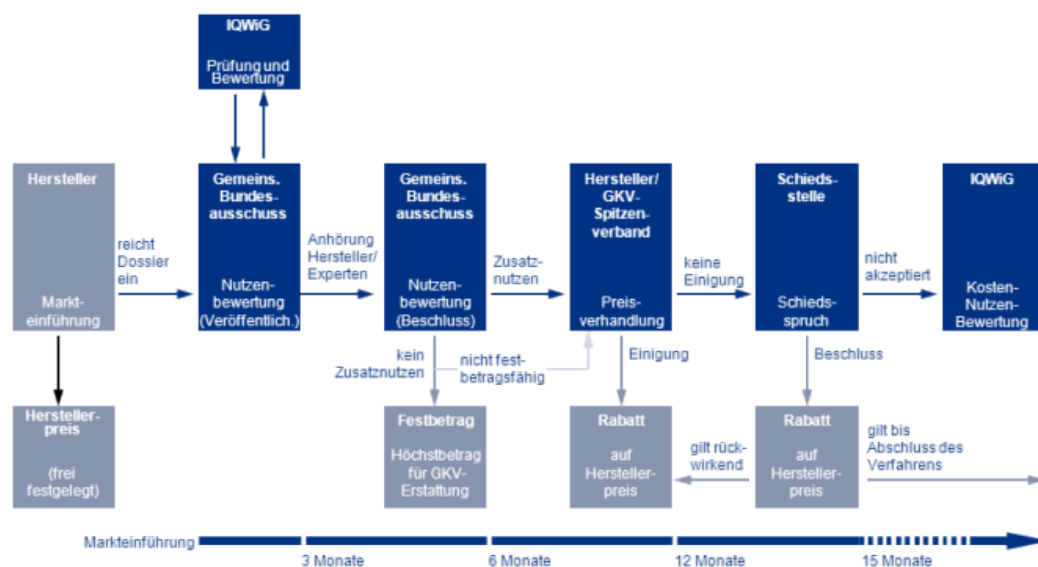 IQWiG
Prüfung und
Bewertung
Hersteller
Markt-
einführung
reicht
Dossier
ein
Gemeins.
Bundes-
ausschuss
Nutzen-
bewertung
(Veröffentlich.)
Anhörung
Hersteller/
Experten
Gemeins.
Bundes-
ausschuss
Nutzen-
bewertung
(Beschluss)
Zusatz-
nutzen
Hersteller/
GKV-
Spitzen-
verband
Preis-
verhandlung
keine
Einigung
Schieds-
stelle
Schieds-
spruch
nicht
akzeptiert
IQWiG
Kosten-
Nutzen-
Bewertung
kein
Zusatznutzen
nicht fest-
betragsfähig
Einigung
Beschluss
Hersteller-
preis
(frei
festgelegt)
Festbetrag
Höchstbetrag
für GKV-
Erstattung
Rabatt
auf
Hersteller-
preis
gilt rück-
wirkend
Rabatt
auf
Hersteller-
preis
gilt bis
Abschluss des
Verfahrens
Markteinführung
3 Monate
6 Monate
12 Monate
15 Monate